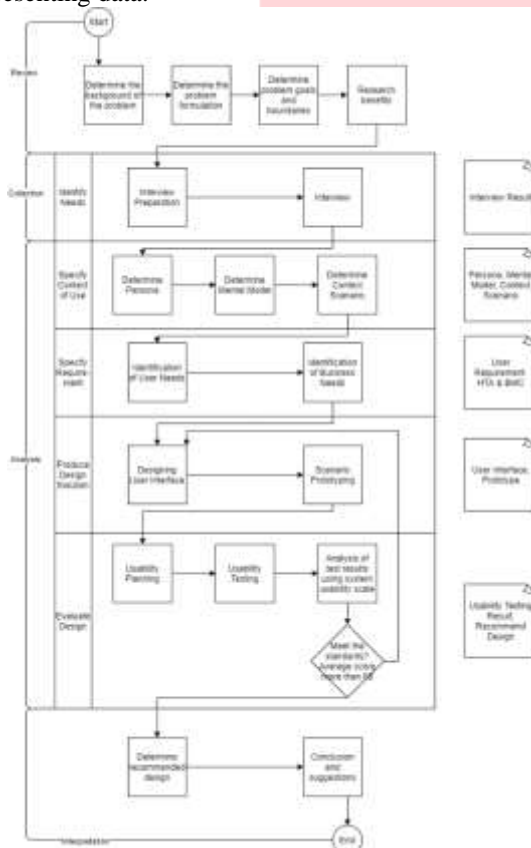 esenting data.
Start
Review
Determine the
background of
the problem
Determine the
problem
formulation
Determine
problem goals
and
boundaries
Research
benefits
Collection
Identify
Needs
Interview
Preparation
Interview
Interview Result
Specify
Context
of Use
Determine
Persona
Determine
Mental Model
Determine
Context
Scenario
Persona, Mental
Model, Context
Scenario
Specify
Require-
ment
Identification
of User Needs
Identification
of Business
Needs
User
Requirement
HTA & BMC
Analysis
Produce
Design
Solution
Designing
User Interface
Scenario
Prototyping
User Interface,
Prototype
Evaluate
Design
Usability
Planning
Usability
Testing
Analysis of
test results
using system
usability scale
Meet the
standards?
Average score
more than
Usability Testing
Result,
Recommend
Design
Determine
recommended
design
Conclusion
and
suggestions
Interpretation
End